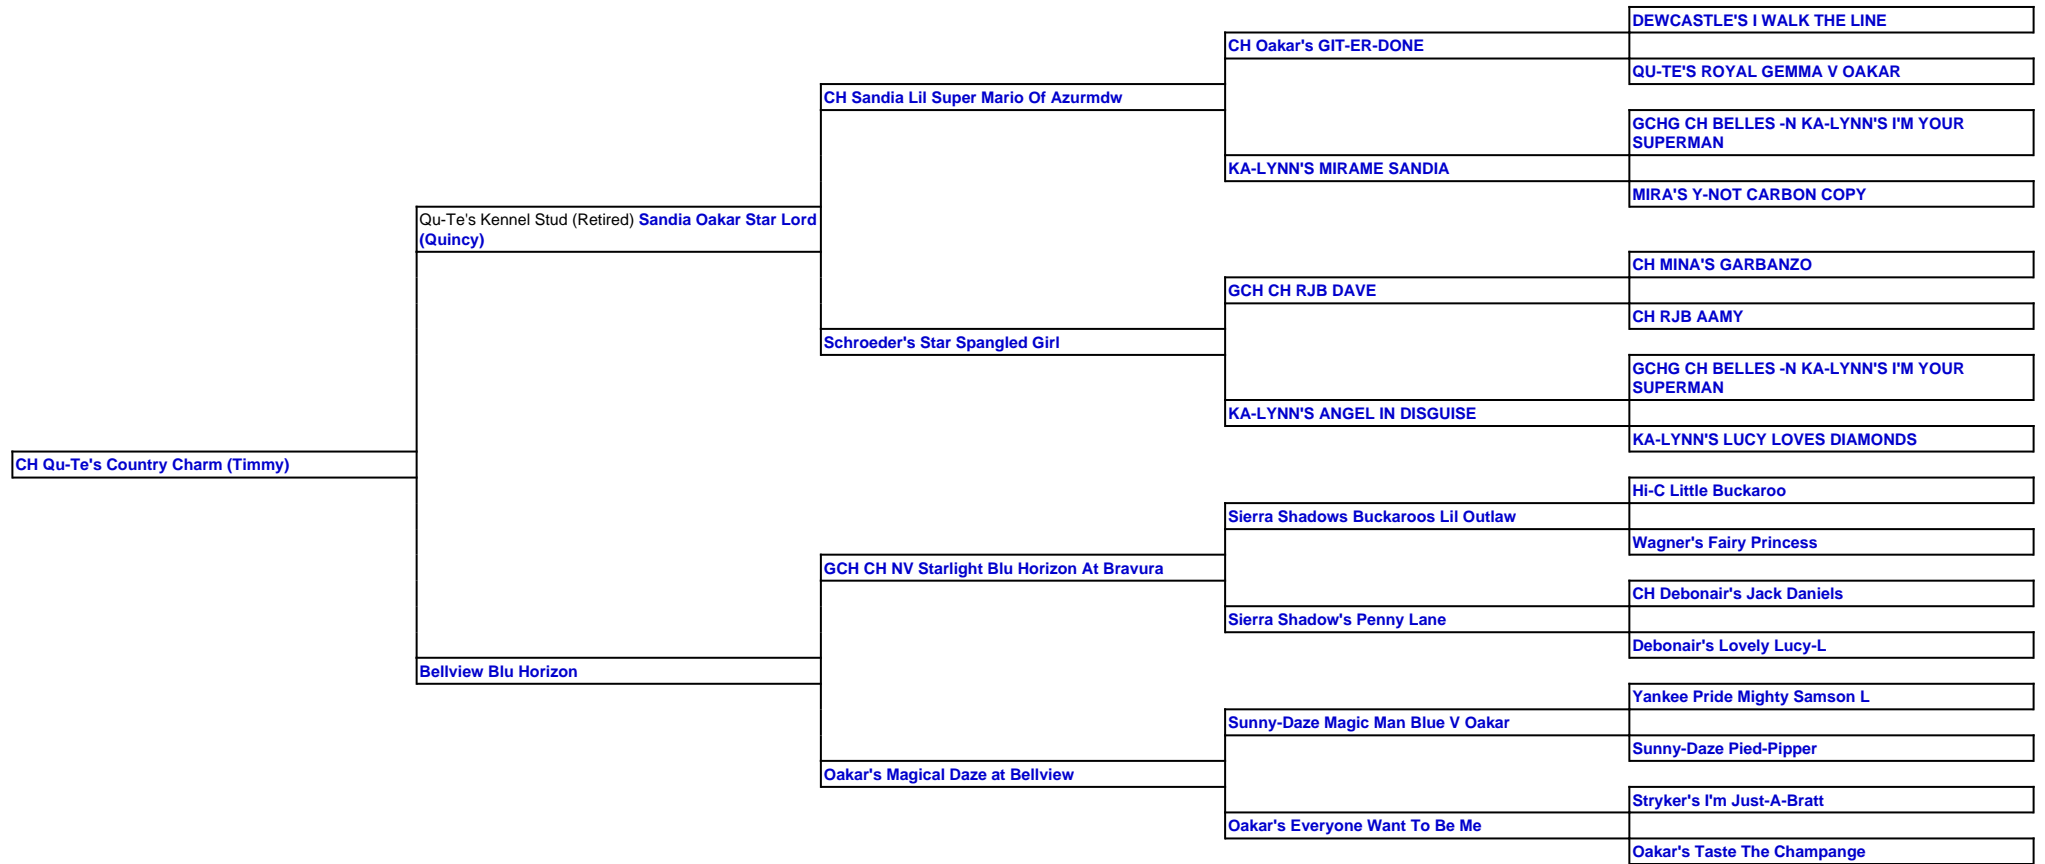 DEWCASTLE'S I WALK THE LINE
CH Oakar's GIT-ER-DONE
QU-TE'S ROYAL GEMMA V OAKAR
CH Sandia Lil Super Mario Of Azurmdw
GCHG CH BELLES -N KA-LYNN'S I'M YOUR
SUPERMAN
KA-LYNN'S MIRAME SANDIA
MIRA'S Y-NOT CARBON COPY
Qu-Te's Kennel Stud (Retired) Sandia Oakar Star Lord
(Quincy)
CH MINA'S GARBANZO
GCH CH RJB DAVE
CH RJB AAMY
Schroeder's Star Spangled Girl
GCHG CH BELLES -N KA-LYNN'S I'M YOUR
SUPERMAN
KA-LYNN'S ANGEL IN DISGUISE
KA-LYNN'S LUCY LOVES DIAMONDS
CH Qu-Te's Country Charm (Timmy)
Hi-C Little Buckaroo
Sierra Shadows Buckaroos Lil Outlaw
Wagner's Fairy Princess
GCH CH NV Starlight Blu Horizon At Bravura
CH Debonair's Jack Daniels
Sierra Shadow's Penny Lane
Debonair's Lovely Lucy-L
Bellview Blu Horizon
Yankee Pride Mighty Samson L
Sunny-Daze Magic Man Blue V Oakar
Sunny-Daze Pied-Pipper
Oakar's Magical Daze at Bellview
Stryker's I'm Just-A-Bratt
Oakar's Everyone Want To Be Me
Oakar's Taste The Champange